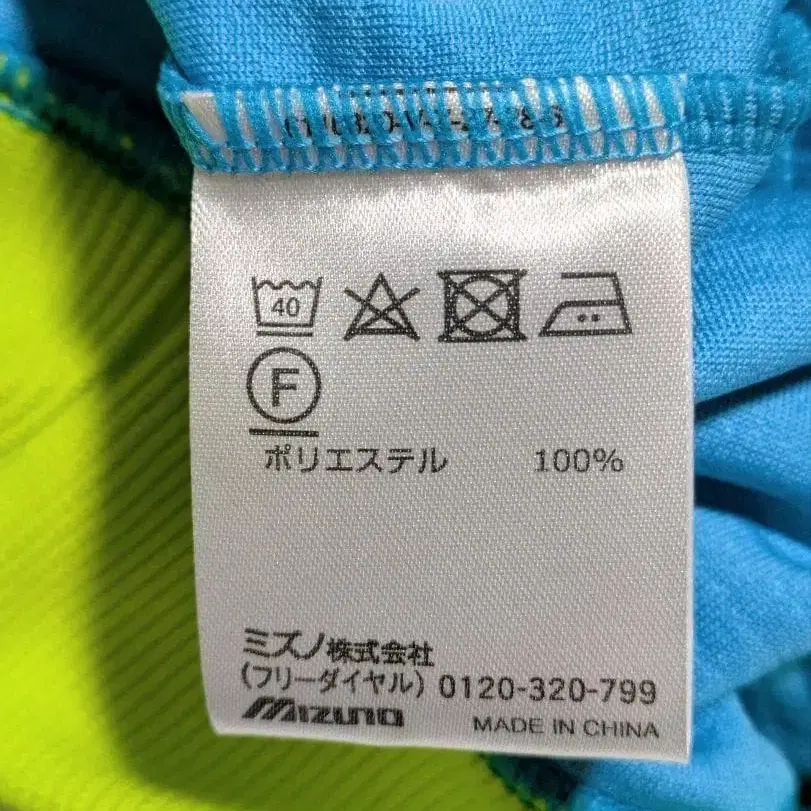 40
F
ポリエステル 100%
ミズノ株式会社
(フリーダイヤル) 0120-320-799
Mizuno MADE IN CHINA